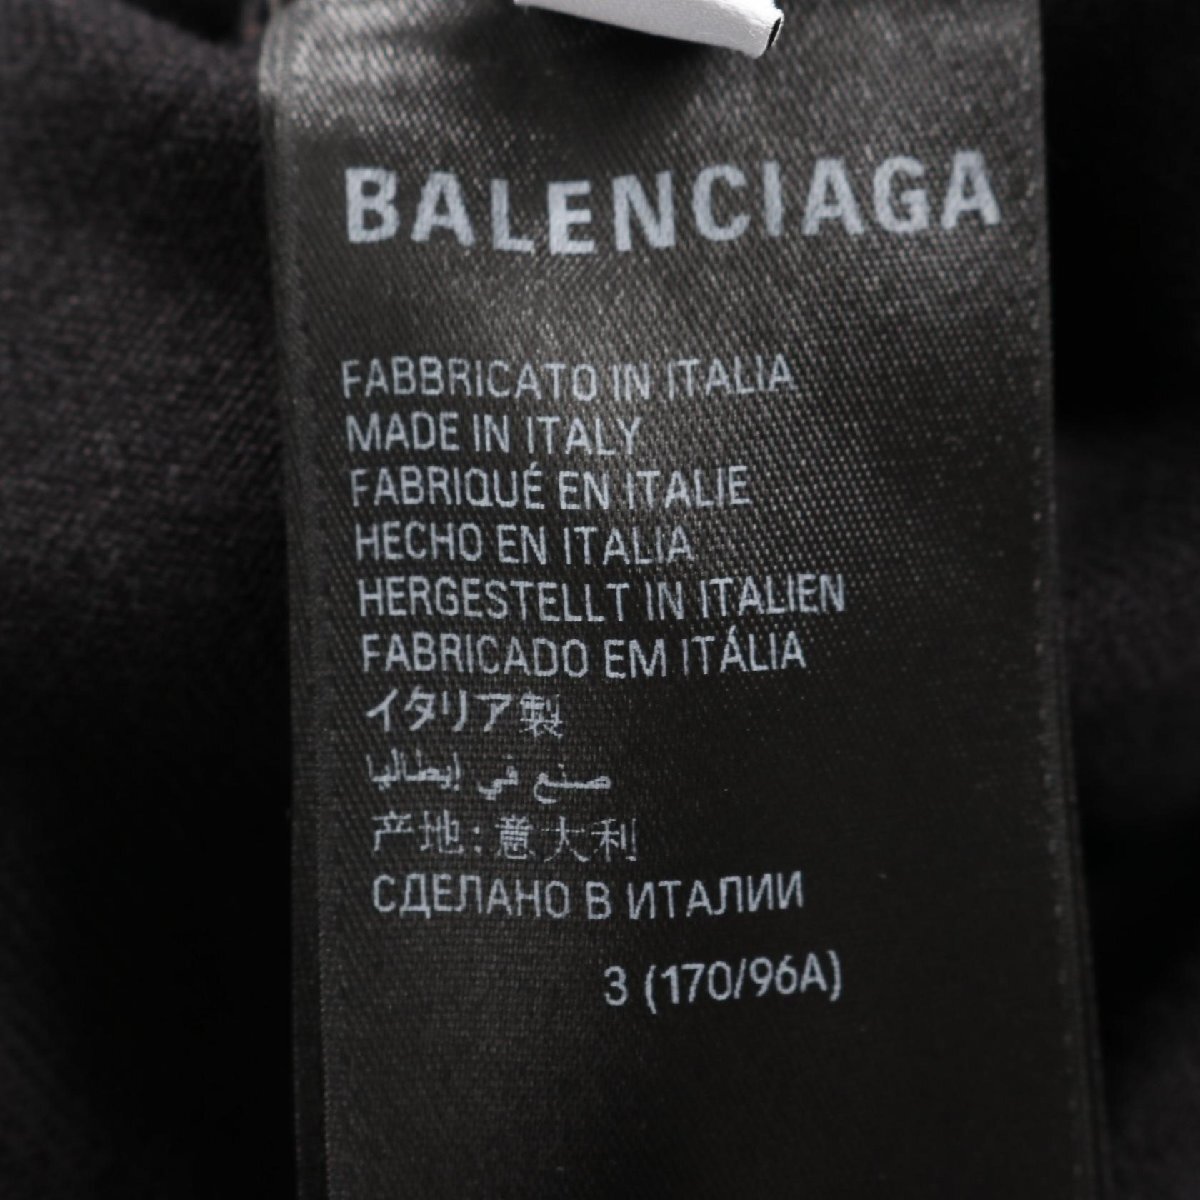 BALENCIAGA
FABBRICATO IN ITALIA
MADE IN ITALY
FABRIQUÉ EN ITALIE
HECHO EN ITALIA
HERGESTELLT IN ITALIEN
FABRICADO EM ITÁLIA
イタリア製
صنع في إيطاليا
产地:意大利
СДЕЛАНО В ИТАЛИИ
3 (170/96A)